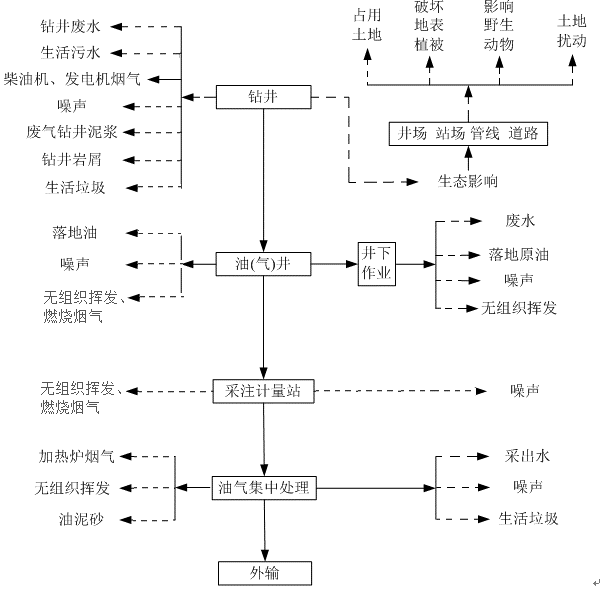 钻井废水
生活污水
柴油机、发电机烟气
噪声
废气钻井泥浆
钻井岩屑
生活垃圾
钻井
占用
土地
破坏
地表
植被
影响
野生
动物
土地
扰动
井场 站场 管线 道路
生态影响
落地油
噪声
无组织挥发、
燃烧烟气
油(气)井
井下
作业
废水
落地原油
噪声
无组织挥发
无组织挥发、
燃烧烟气
采注计量站
噪声
加热炉烟气
无组织挥发
油泥砂
油气集中处理
采出水
噪声
生活垃圾
外输